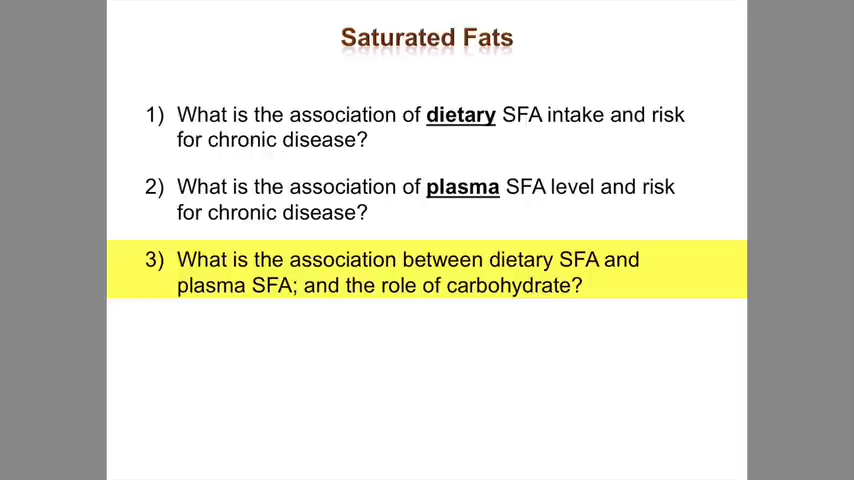 Saturated Fats
1) What is the association of dietary SFA intake and risk
for chronic disease?
2) What is the association of plasma SFA level and risk
for chronic disease?
3) What is the association between dietary SFA and
plasma SFA; and the role of carbohydrate?